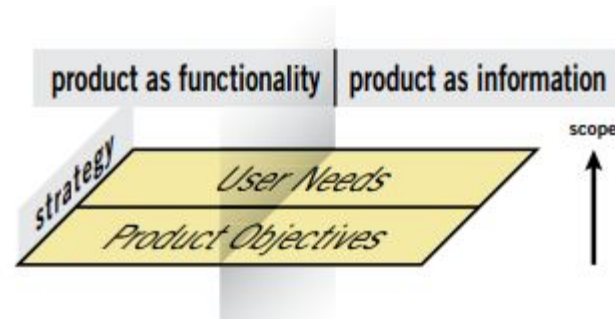 product as functionality
product as information
scope
strategy
User Needs
Product Objectives